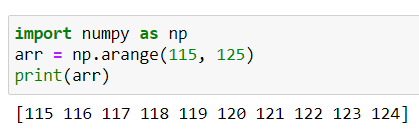 import numpy as np
arr = np.arange(115, 125)
print(arr)
[115 116 117 118 119 120 121 122 123 124]